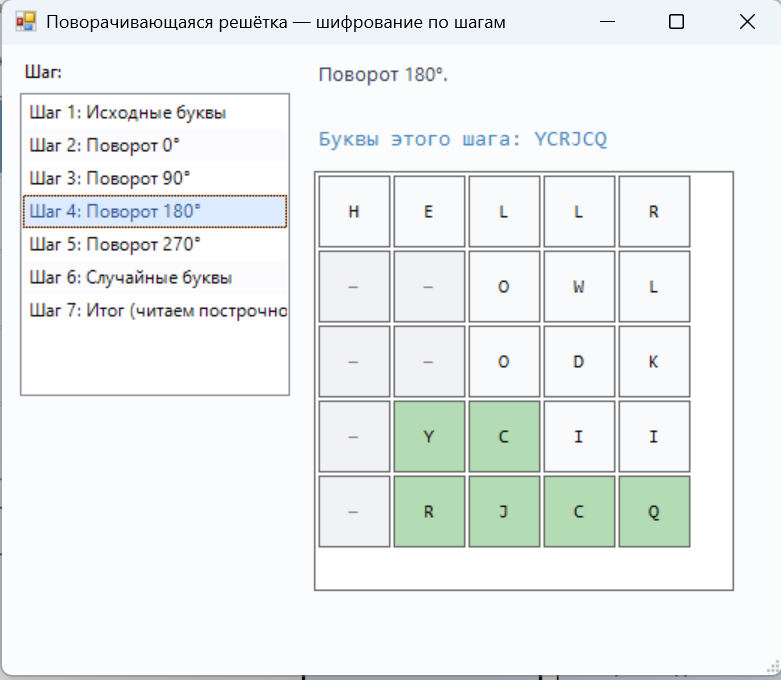 Поворачивающаяся решётка — шифрование по шагам
Шаг:
Шаг 1: Исходные буквы
Шаг 2: Поворот 0°
Шаг 3: Поворот 90°
Шаг 4: Поворот 180°
Шаг 5: Поворот 270°
Шаг 6: Случайные буквы
Шаг 7: Итог (читаем построчно
Поворот 180°.
Буквы этого шага: YCRJCQ
H E L L R
– – O W L
– – O D K
– Y C I I
– R J C Q